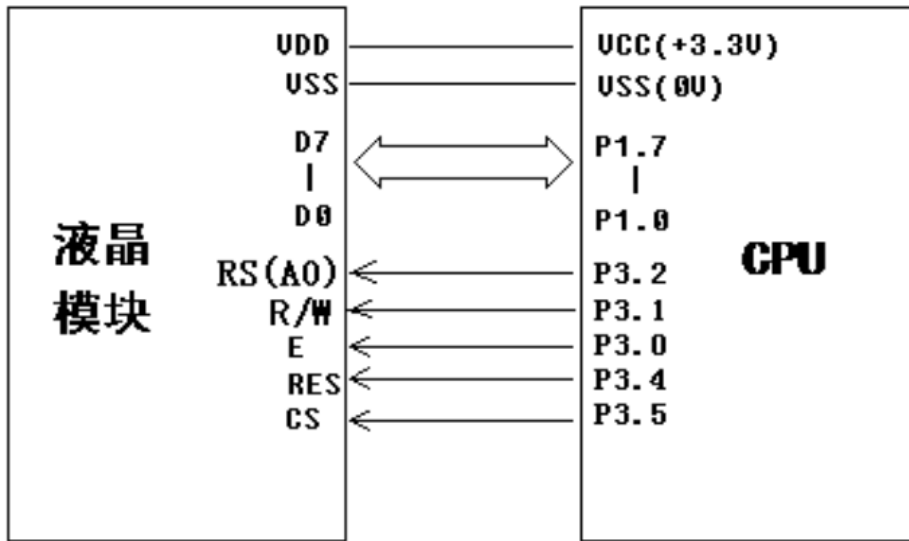 VDD VCC(+3.3V)
VSS VSS(0V)
D7 P1.7
D0 P1.0
液晶
模块
CPU
RS(A0) P3.2
R/W P3.1
E P3.0
RES P3.4
CS P3.5